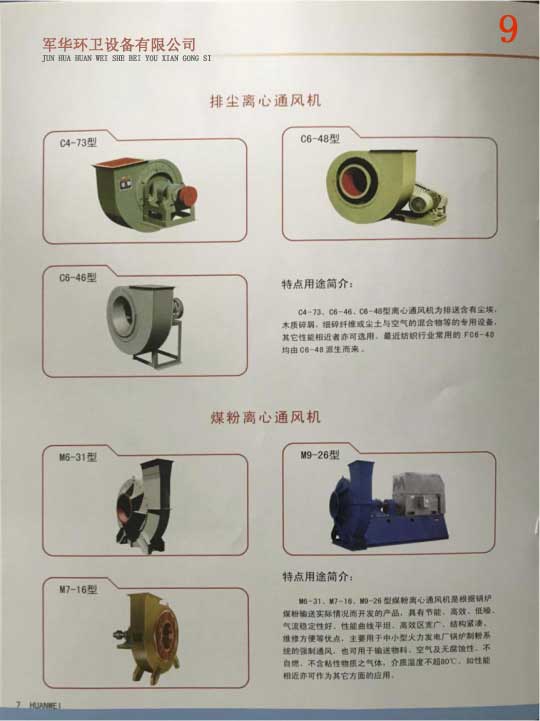 9
军华环卫设备有限公司
JUN HUA HUAN WEI SHE BEI YOU XIAN GONG SI
排尘离心通风机
C4-73型
C6-48型
C6-46型
特点用途简介：
C4-73、C6-46、C6-48型离心通风机为排送含有尘埃、
木质碎屑、细碎纤维或尘土与空气的混合物等的专用设备，
其它性能相近者亦可选用。最近纺织行业常用的 FC6-48
均由C6-48派生而来。
煤粉离心通风机
M6-31型
M9-26型
M7-16型
特点用途简介：
M6-31、M7-16、M9-26型煤粉离心通风机是根据锅炉
煤粉输送实际情况而开发的产品，具有节能、高效、低噪、
气流稳定性好、性能曲线平坦、高效区宽广、结构紧凑、
维修方便等优点，主要用于中小型火力发电厂锅炉制粉系
统的强制通风，也可用于输送物料、空气及无腐蚀性、不
自燃、不含粘性物质之气体，介质温度不超80℃，如性能
相近亦可作为其它方面的应用。
7 HUANWEI